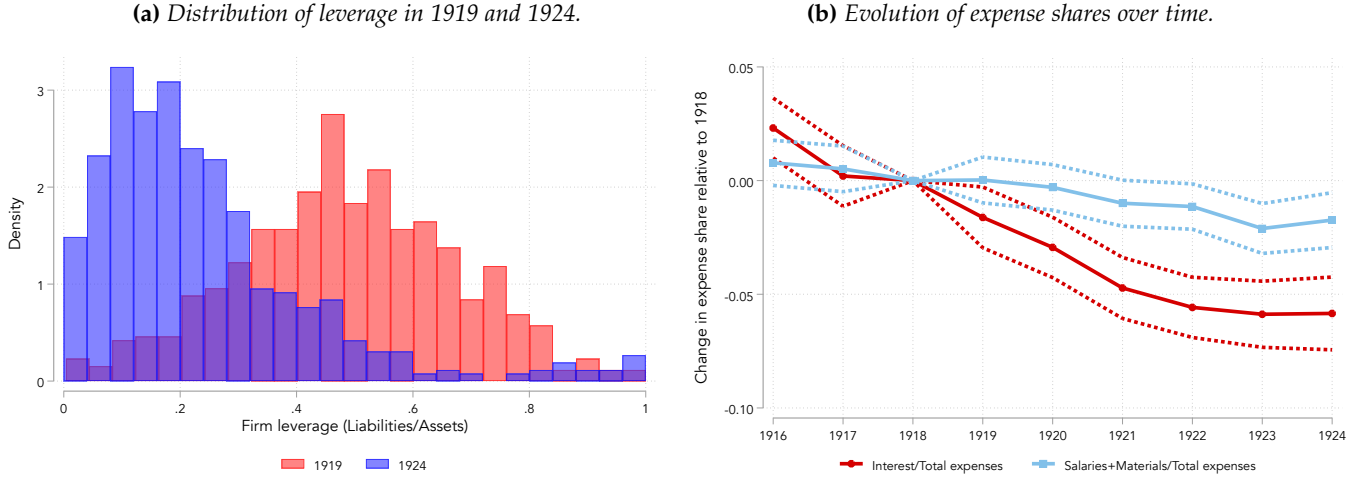 (a) Distribution of leverage in 1919 and 1924.
Density
3
2
1
0
0 .2 .4 .6 .8 1
Firm leverage (Liabilities/Assets)
1919 1924
(b) Evolution of expense shares over time.
Change in expense share relative to 1918
0.05
0.00
-0.05
-0.10
1916 1917 1918 1919 1920 1921 1922 1923 1924
Interest/Total expenses Salaries+Materials/Total expenses